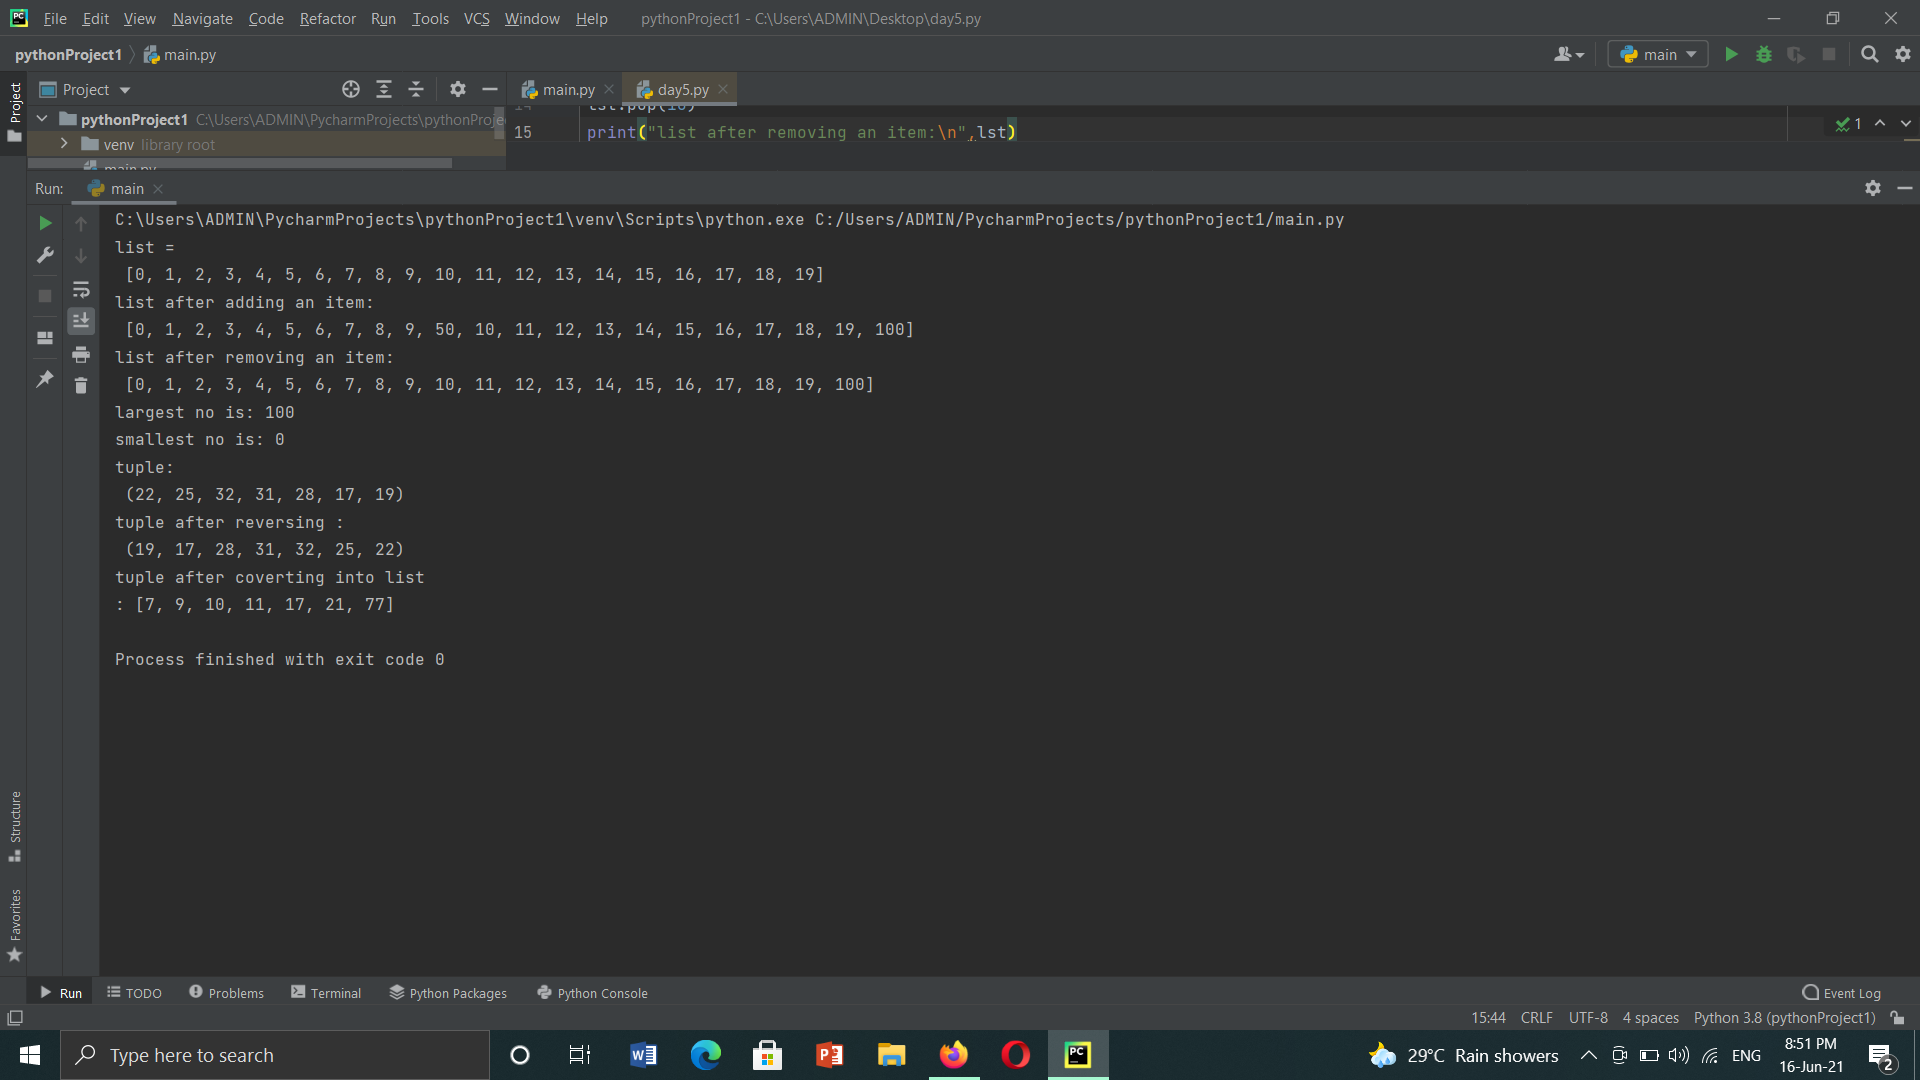 File Edit View Navigate Code Refactor Run Tools VCS Window Help pythonProject1 - C:\Users\ADMIN\Desktop\day5.py
pythonProject1 main.py main
Project main.py day5.py
Project
pythonProject1 C:\Users\ADMIN\PycharmProjects\pythonProje
15 print("list after removing an item:\n",lst)
1
venv library root
Run: main
C:\Users\ADMIN\PycharmProjects\pythonProject1\venv\Scripts\python.exe C:/Users/ADMIN/PycharmProjects/pythonProject1/main.py
list =
[0, 1, 2, 3, 4, 5, 6, 7, 8, 9, 10, 11, 12, 13, 14, 15, 16, 17, 18, 19]
list after adding an item:
[0, 1, 2, 3, 4, 5, 6, 7, 8, 9, 50, 10, 11, 12, 13, 14, 15, 16, 17, 18, 19, 100]
list after removing an item:
[0, 1, 2, 3, 4, 5, 6, 7, 8, 9, 10, 11, 12, 13, 14, 15, 16, 17, 18, 19, 100]
largest no is: 100
smallest no is: 0
tuple:
(22, 25, 32, 31, 28, 17, 19)
tuple after reversing :
(19, 17, 28, 31, 32, 25, 22)
tuple after coverting into list
: [7, 9, 10, 11, 17, 21, 77]
Process finished with exit code 0
Structure
Favorites
Run TODO Problems Terminal Python Packages Python Console Event Log
15:44 CRLF UTF-8 4 spaces Python 3.8 (pythonProject1)
Type here to search 29°C Rain showers ENG 8:51 PM
16-Jun-21 2